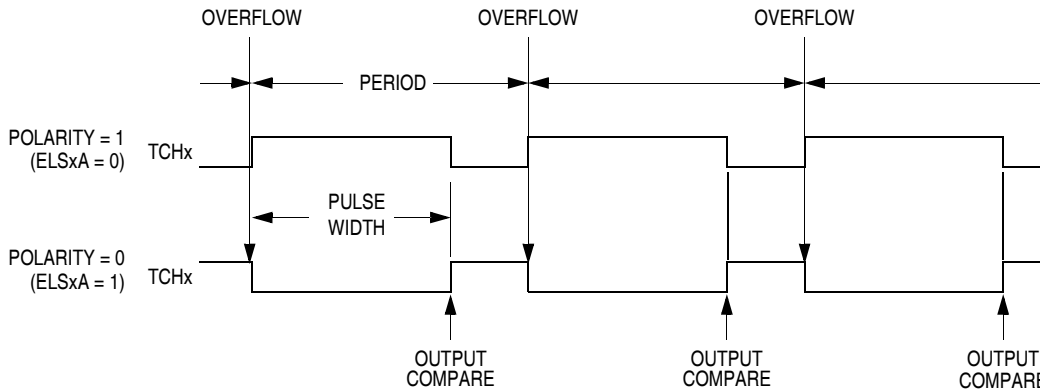 OVERFLOW OVERFLOW OVERFLOW
PERIOD
POLARITY = 1
(ELSxA = 0)
TCHx
PULSE
WIDTH
POLARITY = 0
(ELSxA = 1)
TCHx
OUTPUT
COMPARE
OUTPUT
COMPARE
OUTPUT
COMPARE